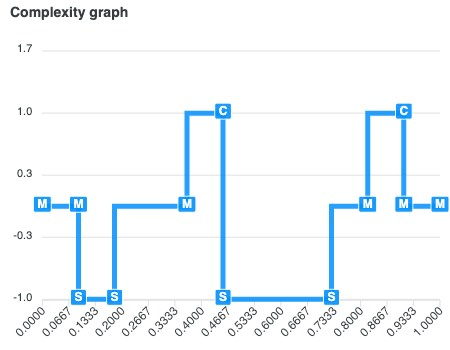 Complexity graph
1.7
1.0
C
C
0.3
M
M
M
M
M
M
-0.3
-1.0
S
S
S
S
0.0000
0.0667
0.1333
0.2000
0.2667
0.3333
0.4000
0.4667
0.5333
0.6000
0.6667
0.7333
0.8000
0.8667
0.9333
1.0000